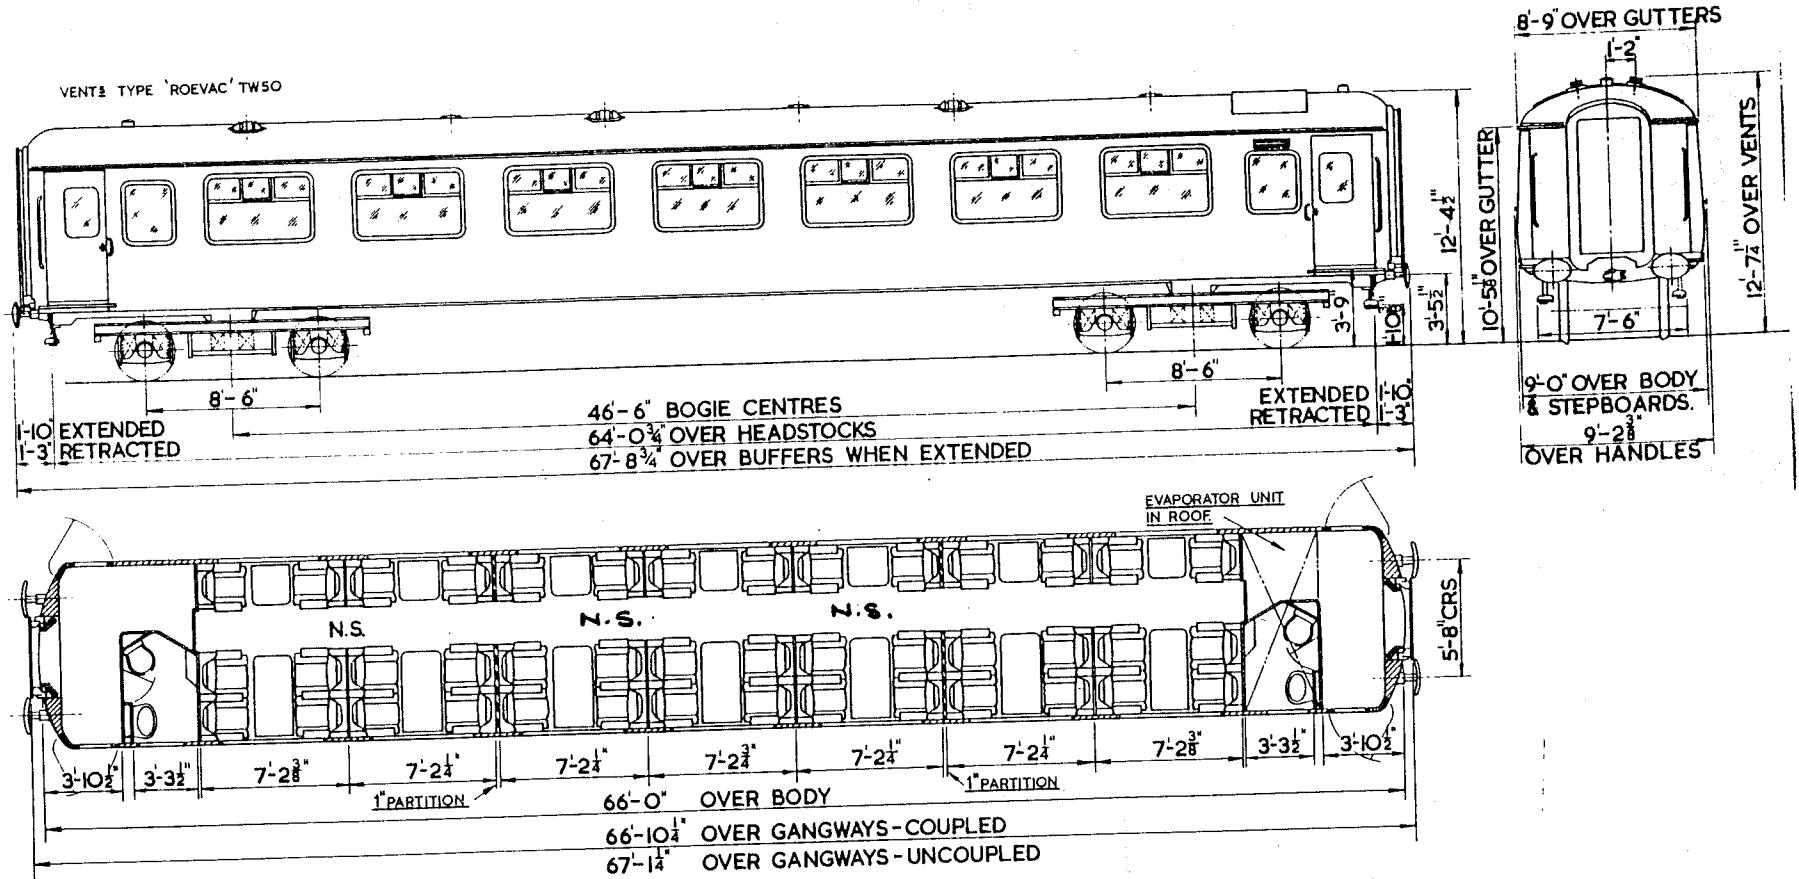 VENTS TYPE 'ROEVAC' TW50
8'-9" OVER GUTTERS
1'-2"
12'-4½"
10'-5⅝" OVER GUTTER
12'-7¼" OVER VENTS
3'-9"
3'-5½"
7'-6"
8'-6"
8'-6"
46'-6" BOGIE CENTRES
64'-0¾" OVER HEADSTOCKS
67'-8¾" OVER BUFFERS WHEN EXTENDED
1'-10" EXTENDED
1'-3" RETRACTED
EXTENDED 1'-10"
RETRACTED 1'-3"
9'-0" OVER BODY
& STEPBOARDS.
9'-2⅜"
OVER HANDLES
EVAPORATOR UNIT
IN ROOF.
N.S.
N.S.
N.S.
5'-8" CRS
3'-10½"
3'-3½"
7'-2⅜"
7'-2¼"
7'-2¼"
7'-2¾"
7'-2¼"
7'-2¼"
7'-2⅜"
3'-3½"
3'-10½"
1" PARTITION
1" PARTITION
66'-0" OVER BODY
66'-10¼" OVER GANGWAYS-COUPLED
67'-1¼" OVER GANGWAYS-UNCOUPLED